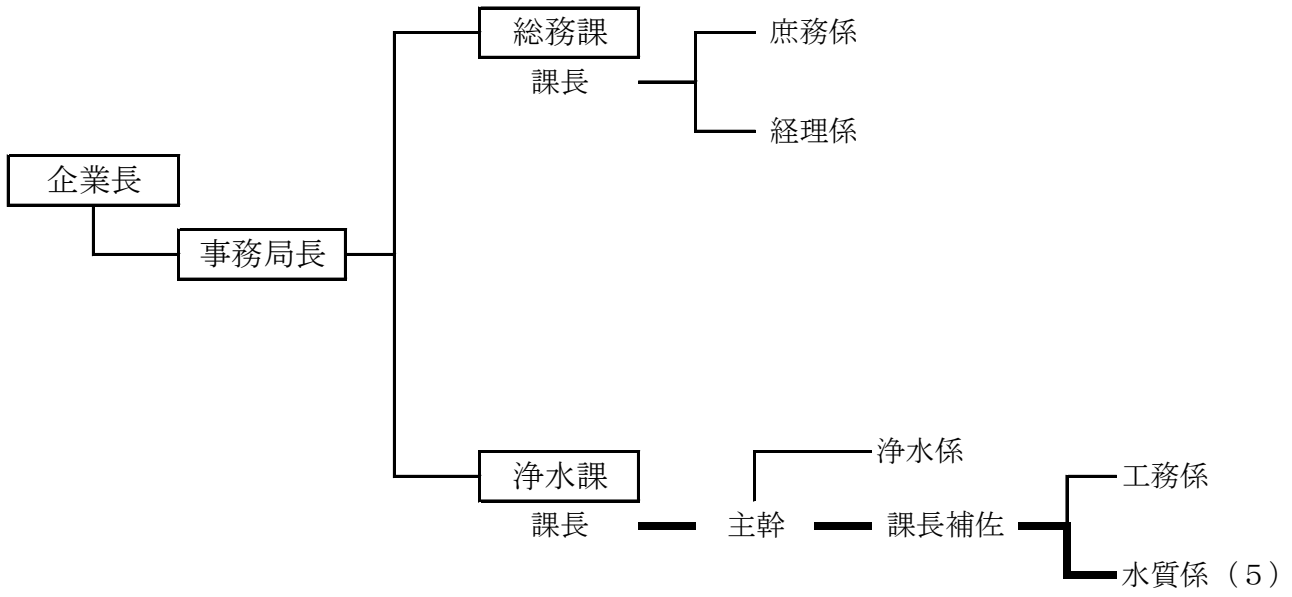 総務課
課長
庶務係
経理係
企業長
事務局長
浄水課
課長
主幹
浄水係
課長補佐
工務係
水質係（５）